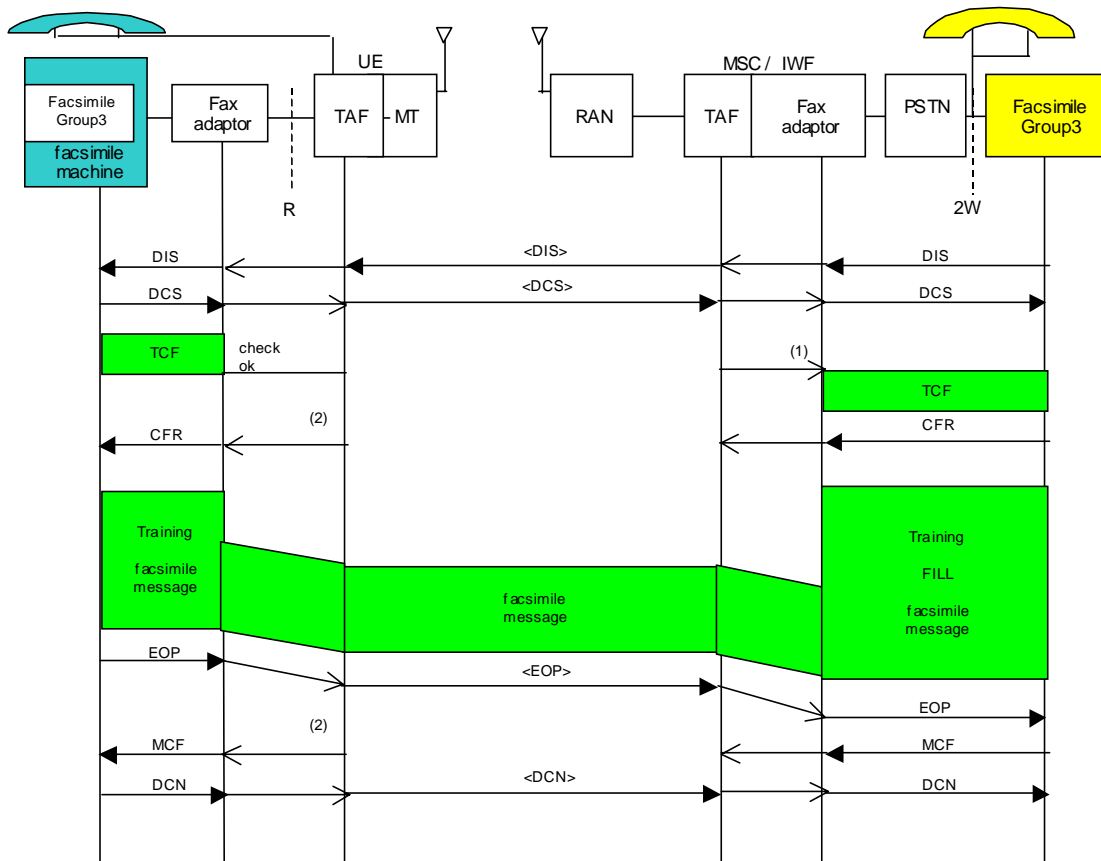 UE
MSC / IWF
Facsimile
Group3
facsimile
machine
Fax
adaptor
TAF
MT
RAN
TAF
Fax
adaptor
PSTN
Facsimile
Group3
R
2W
DIS
<DIS>
DIS
DCS
<DCS>
DCS
TCF
check
ok
(1)
TCF
(2)
CFR
CFR
Training
facsimile
message
facsimile
message
Training
FILL
facsimile
message
EOP
<EOP>
EOP
(2)
MCF
MCF
DCN
<DCN>
DCN